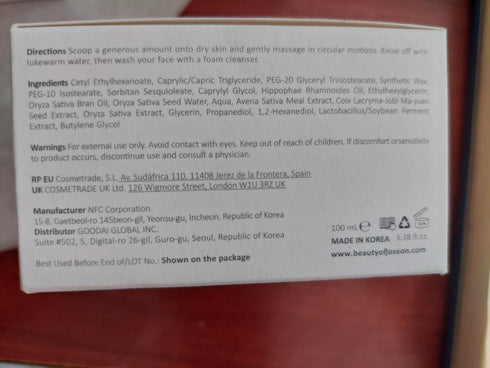 Directions Scoop a generous amount onto dry skin and gently massage in circular motions. Rinse off with
lukewarm water, then wash your face with a foam cleanser.
Ingredients Cetyl Ethylhexanoate, Caprylic/Capric Triglyceride, PEG-20 Glyceryl Triisostearate, Synthetic Wax,
PEG-10 Isostearate, Sorbitan Sesquioleate, Caprylyl Glycol, Hippophae Rhamnoides Oil, Ethylhexylglycerin,
Oryza Sativa Bran Oil, Oryza Sativa Seed Water, Aqua, Avena Sativa Meal Extract, Coix Lacryma-Jobi Ma-yuen
Seed Extract, Oryza Sativa Extract, Glycerin, Propanediol, 1,2-Hexanediol, Lactobacillus/Soybean Ferment
Extract, Butylene Glycol
Warnings For external use only. Avoid contact with eyes. Keep out of reach of children. If discomfort orsensitivity
to product occurs, discontinue use and consult a physician.
RP EU Cosmetrade, S.L. Av. Sudáfrica 110, 11408 Jerez de la Frontera, Spain
UK COSMETRADE UK Ltd. 126 Wigmore Street, London W1U 3RZ UK
Manufacturer NFC Corporation.
15-8, Gaetbeol-ro 145beon-gil, Yeonsu-gu, Incheon, Republic of Korea
Distributor GOODAI GLOBAL INC.
Suite #502, 5, Digital-ro 26-gil, Guro-gu, Seoul, Republic of Korea
Best Used Before End of/LOT No.: Shown on the package
100 mL ℮
MADE IN KOREA 3.38 fl.oz.
www.beautyofjoseon.com